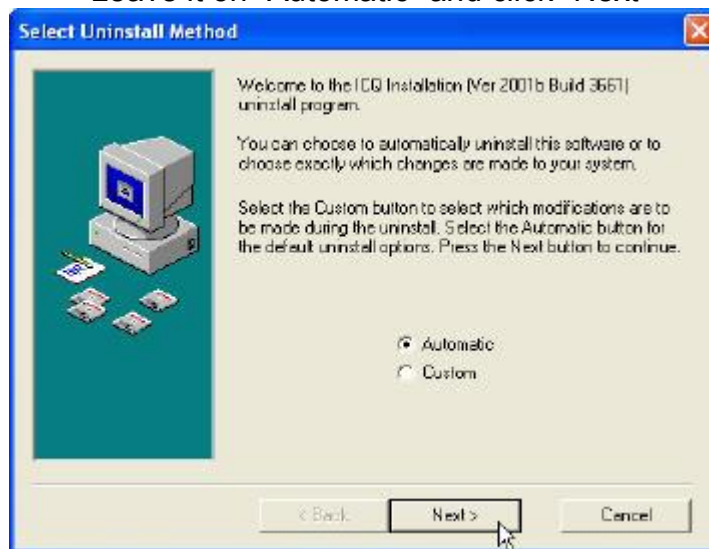 Leave it on "Automatic" and click "Next"
Select Uninstall Method
Welcome to the ICQ Installation (Ver 2001b Build 3661)
uninstall program.
You can choose to automatically uninstall this software or to
choose exactly which changes are made to your system.
Select the Custom button to select which modifications are to
be made during the uninstall. Select the Automatic button for
the default uninstall options. Press the Next button to continue.
Automatic
Custom
< Back
Next >
Cancel